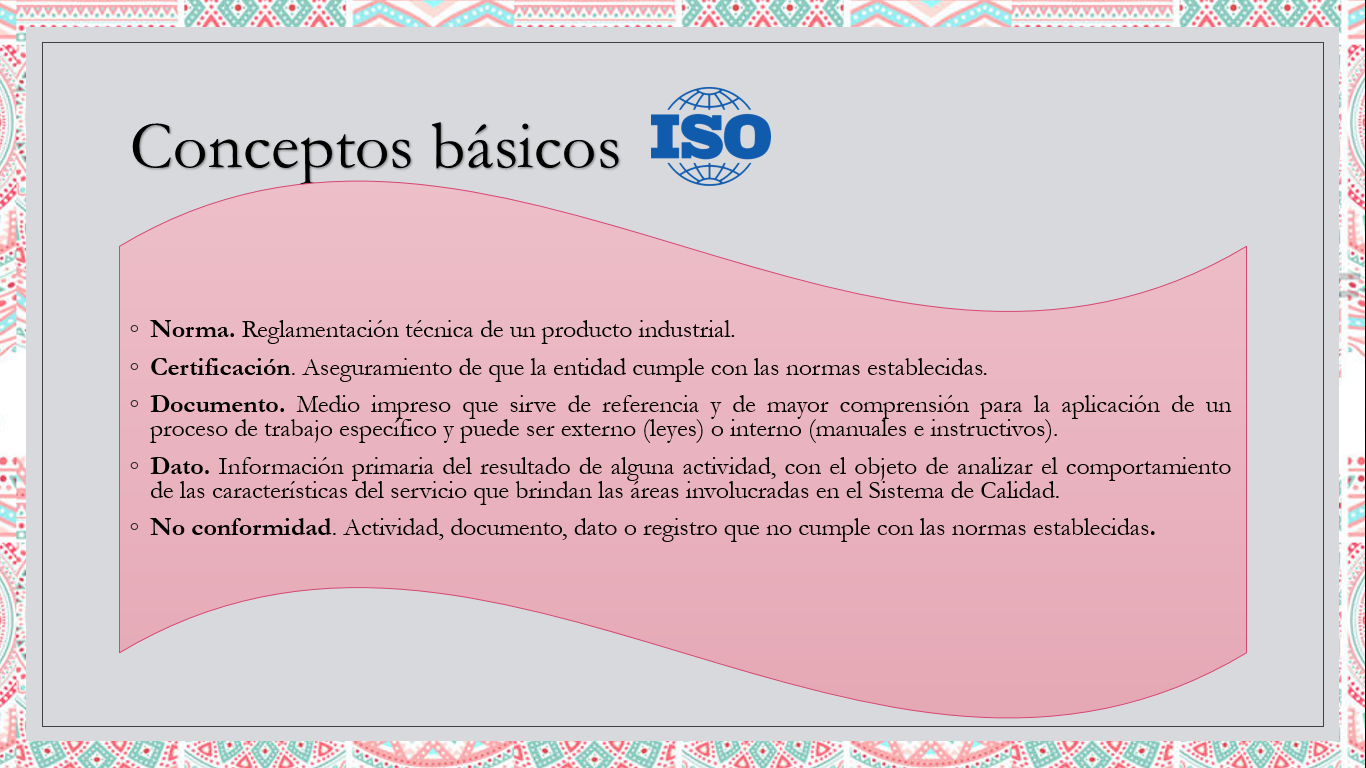 Conceptos básicos
ISO
◦ Norma. Reglamentación técnica de un producto industrial.
◦ Certificación. Aseguramiento de que la entidad cumple con las normas establecidas.
◦ Documento. Medio impreso que sirve de referencia y de mayor comprensión para la aplicación de un
proceso de trabajo específico y puede ser externo (leyes) o interno (manuales e instructivos).
◦ Dato. Información primaria del resultado de alguna actividad, con el objeto de analizar el comportamiento
de las características del servicio que brindan las áreas involucradas en el Sistema de Calidad.
◦ No conformidad. Actividad, documento, dato o registro que no cumple con las normas establecidas.